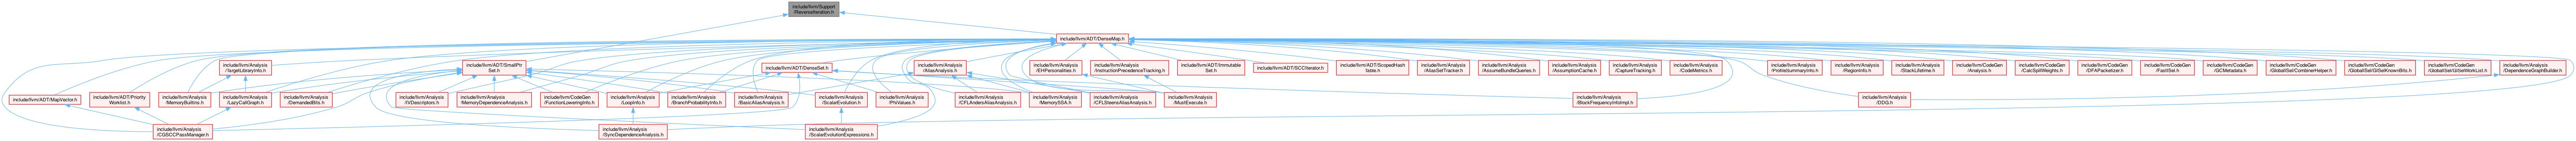 include/llvm/Support
/ReverseIteration.h
include/llvm/ADT/DenseMap.h
include/llvm/Analysis
/TargetLibraryInfo.h
include/llvm/ADT/SmallPtr
Set.h
include/llvm/ADT/DenseSet.h
include/llvm/Analysis
/AliasAnalysis.h
include/llvm/Analysis
/EHPersonalities.h
include/llvm/Analysis
/InstructionPrecedenceTracking.h
include/llvm/ADT/Immutable
Set.h
include/llvm/ADT/SCCIterator.h
include/llvm/ADT/ScopedHash
Table.h
include/llvm/Analysis
/AliasSetTracker.h
include/llvm/Analysis
/AssumeBundleQueries.h
include/llvm/Analysis
/AssumptionCache.h
include/llvm/Analysis
/CaptureTracking.h
include/llvm/Analysis
/CodeMetrics.h
include/llvm/Analysis
/ProfileSummaryInfo.h
include/llvm/Analysis
/RegionInfo.h
include/llvm/Analysis
/StackLifetime.h
include/llvm/CodeGen
/Analysis.h
include/llvm/CodeGen
/CalcSpillWeights.h
include/llvm/CodeGen
/DFAPacketizer.h
include/llvm/CodeGen
/FastISel.h
include/llvm/CodeGen
/GCMetadata.h
include/llvm/CodeGen
/GlobalISel/CombinerHelper.h
include/llvm/CodeGen
/GlobalISel/GISelKnownBits.h
include/llvm/CodeGen
/GlobalISel/GISelWorkList.h
include/llvm/Analysis
/DependenceGraphBuilder.h
include/llvm/ADT/MapVector.h
include/llvm/ADT/Priority
Worklist.h
include/llvm/Analysis
/MemoryBuiltins.h
include/llvm/Analysis
/LazyCallGraph.h
include/llvm/Analysis
/DemandedBits.h
include/llvm/Analysis
/IVDescriptors.h
include/llvm/Analysis
/MemoryDependenceAnalysis.h
include/llvm/CodeGen
/FunctionLoweringInfo.h
include/llvm/Analysis
/LoopInfo.h
include/llvm/Analysis
/BranchProbabilityInfo.h
include/llvm/Analysis
/BasicAliasAnalysis.h
include/llvm/Analysis
/ScalarEvolution.h
include/llvm/Analysis
/PhiValues.h
include/llvm/Analysis
/CFLAndersAliasAnalysis.h
include/llvm/Analysis
/MemorySSA.h
include/llvm/Analysis
/CFLSteensAliasAnalysis.h
include/llvm/Analysis
/MustExecute.h
include/llvm/Analysis
/BlockFrequencyInfoImpl.h
include/llvm/Analysis
/DDG.h
include/llvm/Analysis
/CGSCCPassManager.h
include/llvm/Analysis
/SyncDependenceAnalysis.h
include/llvm/Analysis
/ScalarEvolutionExpressions.h